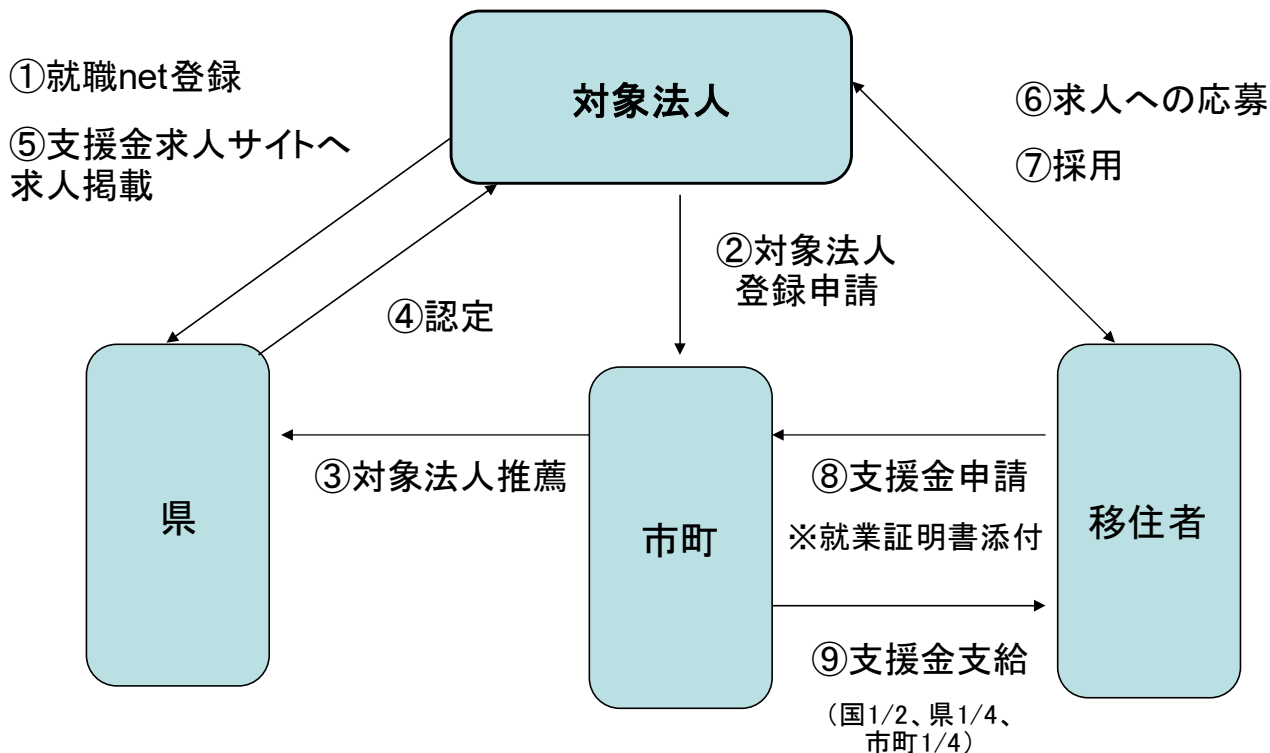 ①就職net登録
⑤支援金求人サイトへ
求人掲載
対象法人
⑥求人への応募
⑦採用
②対象法人
登録申請
④認定
県
③対象法人推薦
市町
⑧支援金申請
※就業証明書添付
移住者
⑨支援金支給
（国1/2、県1/4、
市町1/4）